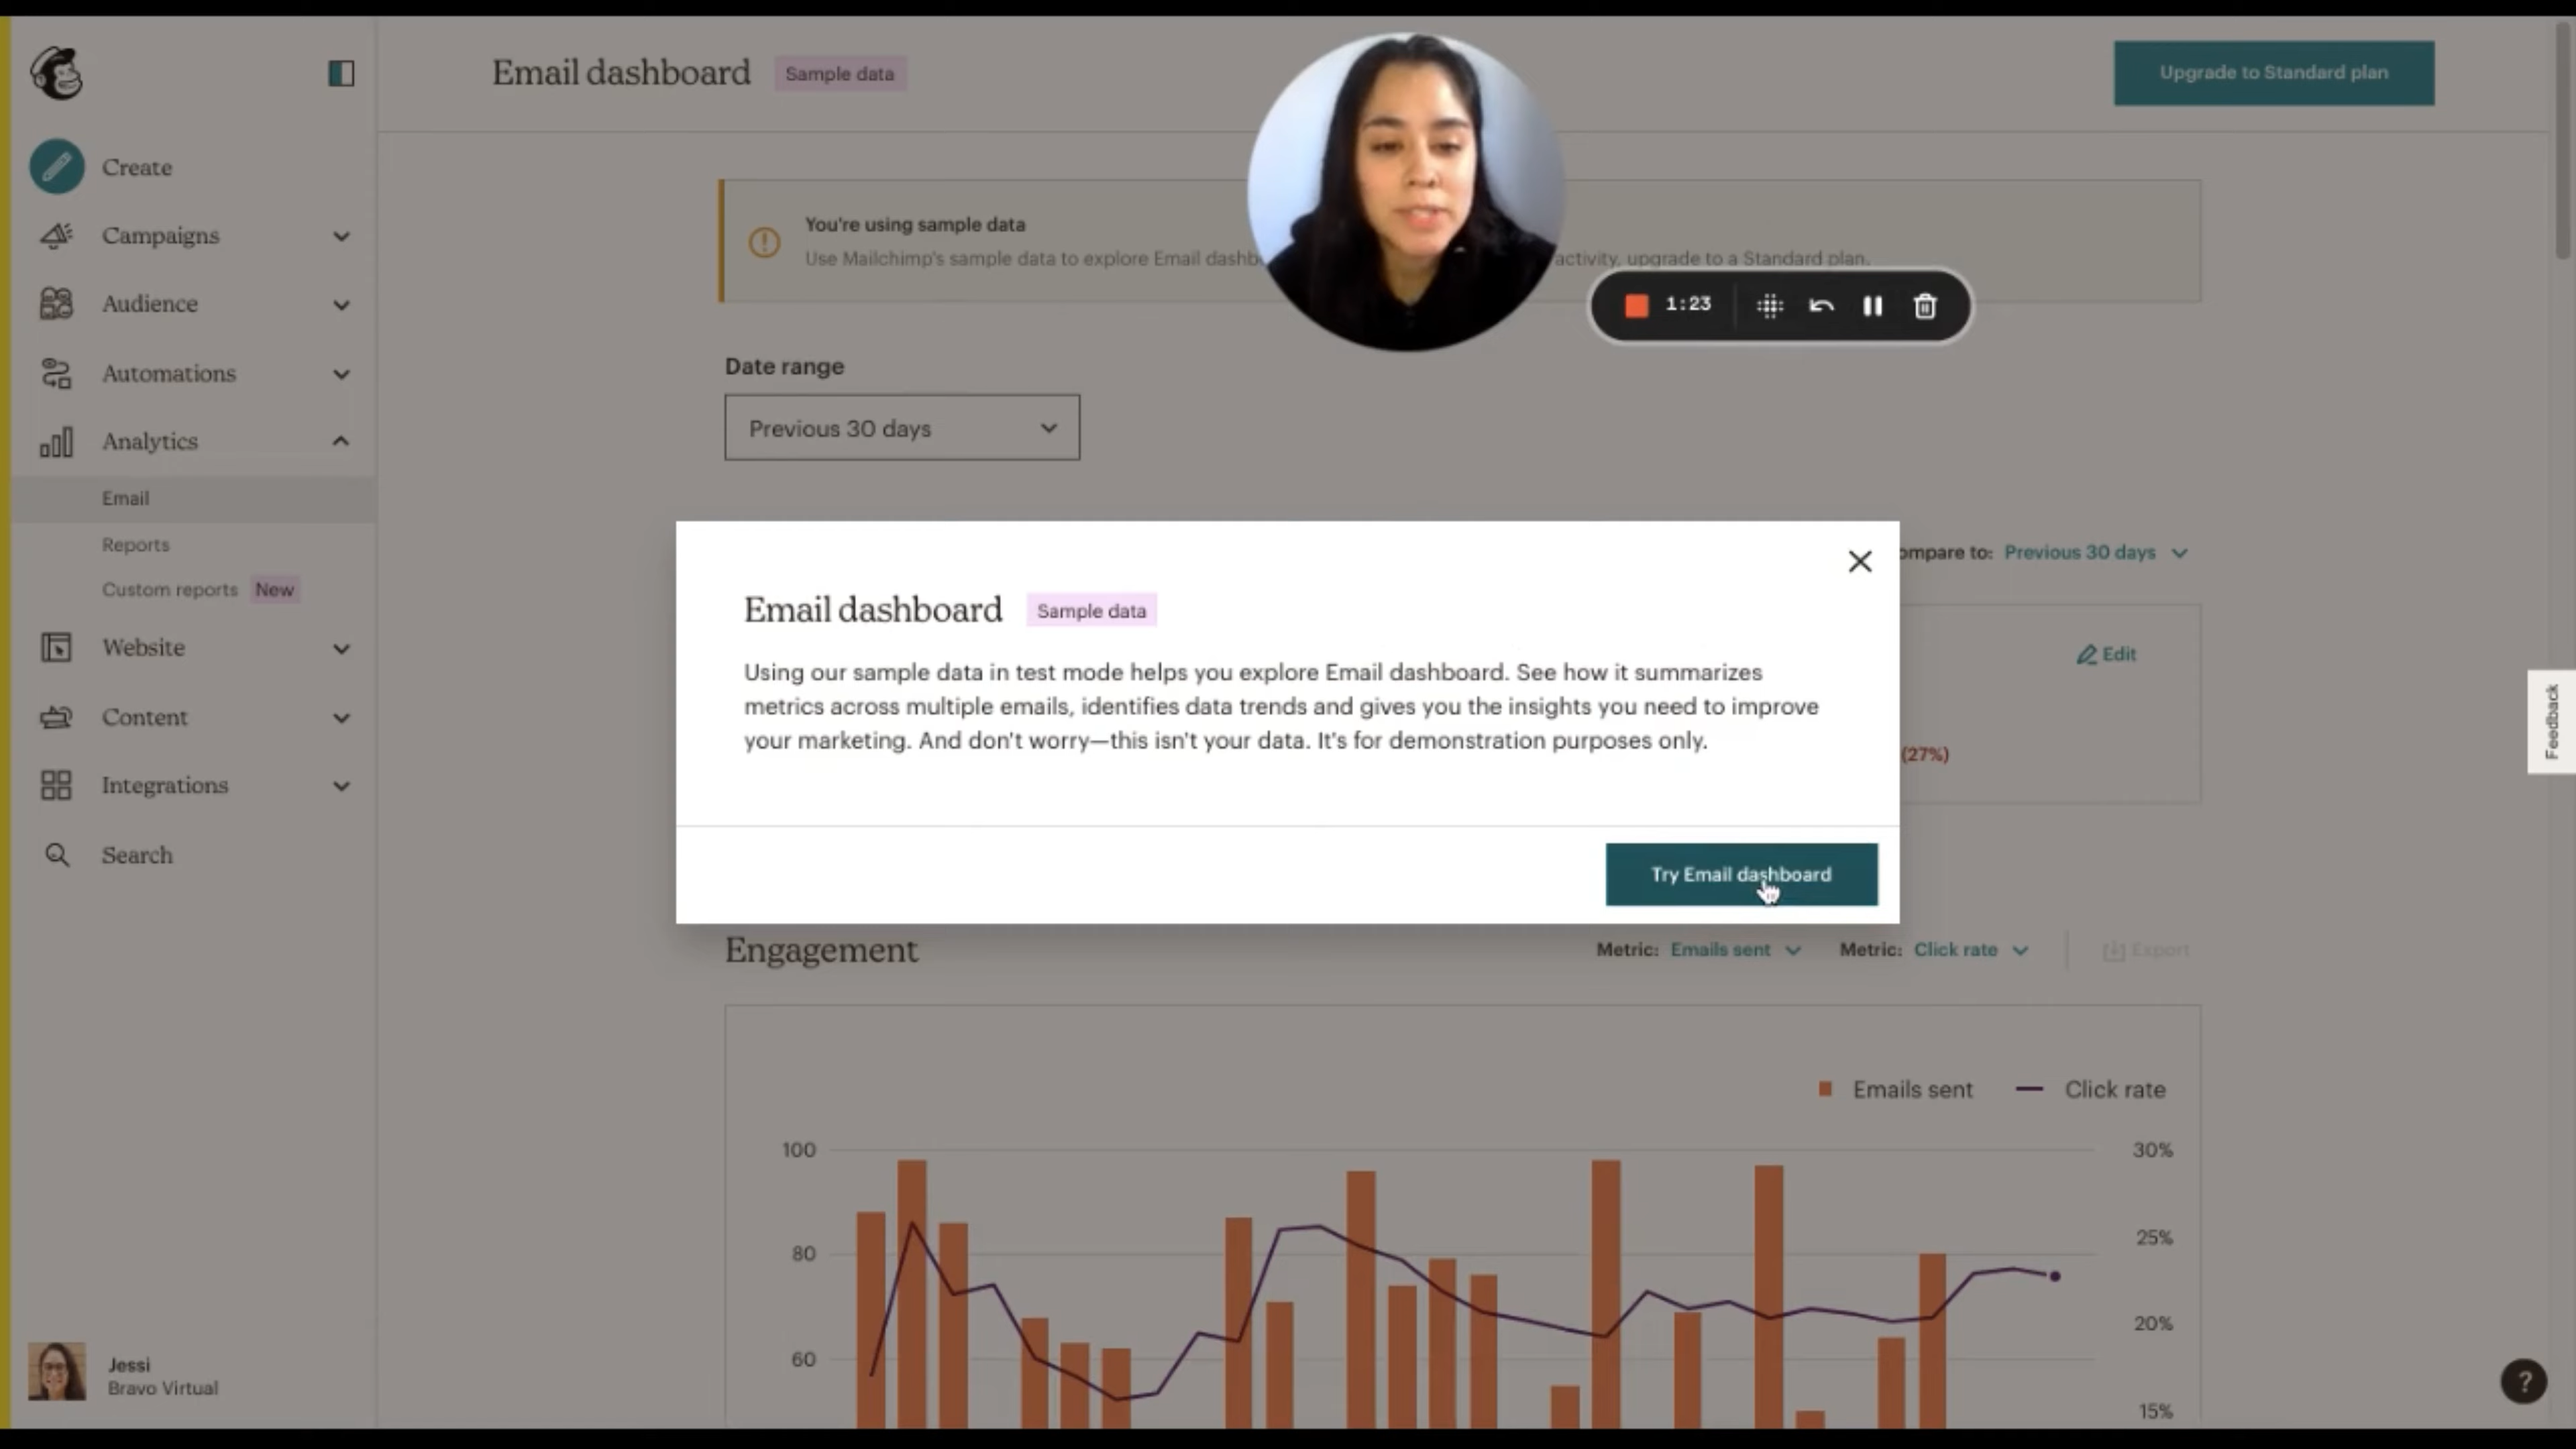 Email dashboard
Sample data
Upgrade to Standard plan
Create
Campaigns
Audience
Automations
Analytics
Email
Reports
Custom reports New
Website
Content
Integrations
Search
Jessi
Bravo Virtual
You're using sample data
Use Mailchimp's sample data to explore Email
activity, upgrade to a Standard plan.
1:23
Date range
Previous 30 days
to: Previous 30 days
Edit
(27%)
Email dashboard
Sample data
Using our sample data in test mode helps you explore Email dashboard. See how it summarizes
metrics across multiple emails, identifies data trends and gives you the insights you need to improve
your marketing. And don't worry—this isn't your data. It's for demonstration purposes only.
Try Email dashboard
Feedback
Engagement
Metric: Emails sent
Metric: Click rate
Export
Emails sent
Click rate
100
80
60
30%
25%
20%
15%
?